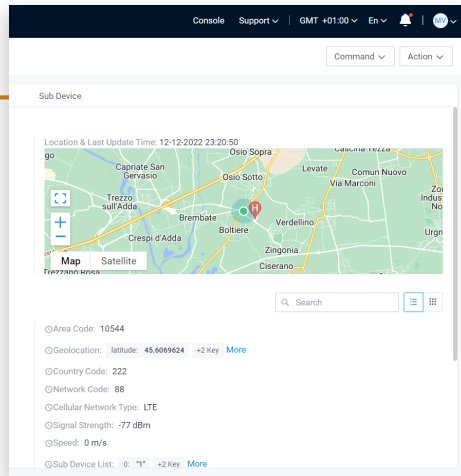 Console Support GMT +01:00 En MV
Command Action
Sub Device
Location & Last Update Time: 12-12-2022 23:20:50
go Osio Sopra Cascina Tezza
Capriate San Gervasio Levate Comun Nuovo
Osio Sotto Via Marconi
Trezzo sull'Adda
Brembate Verdellino
Crespi d'Adda Boltiere
Zingonia
Map Satellite Ciserano
Trezzano Rosa
Search
Area Code: 10544
Geolocation: latitude: 45.6069624 +2 Key More
Country Code: 222
Network Code: 88
Cellular Network Type: LTE
Signal Strength: -77 dBm
Speed: 0 m/s
Sub Device List: 0: "1" +2 Key More